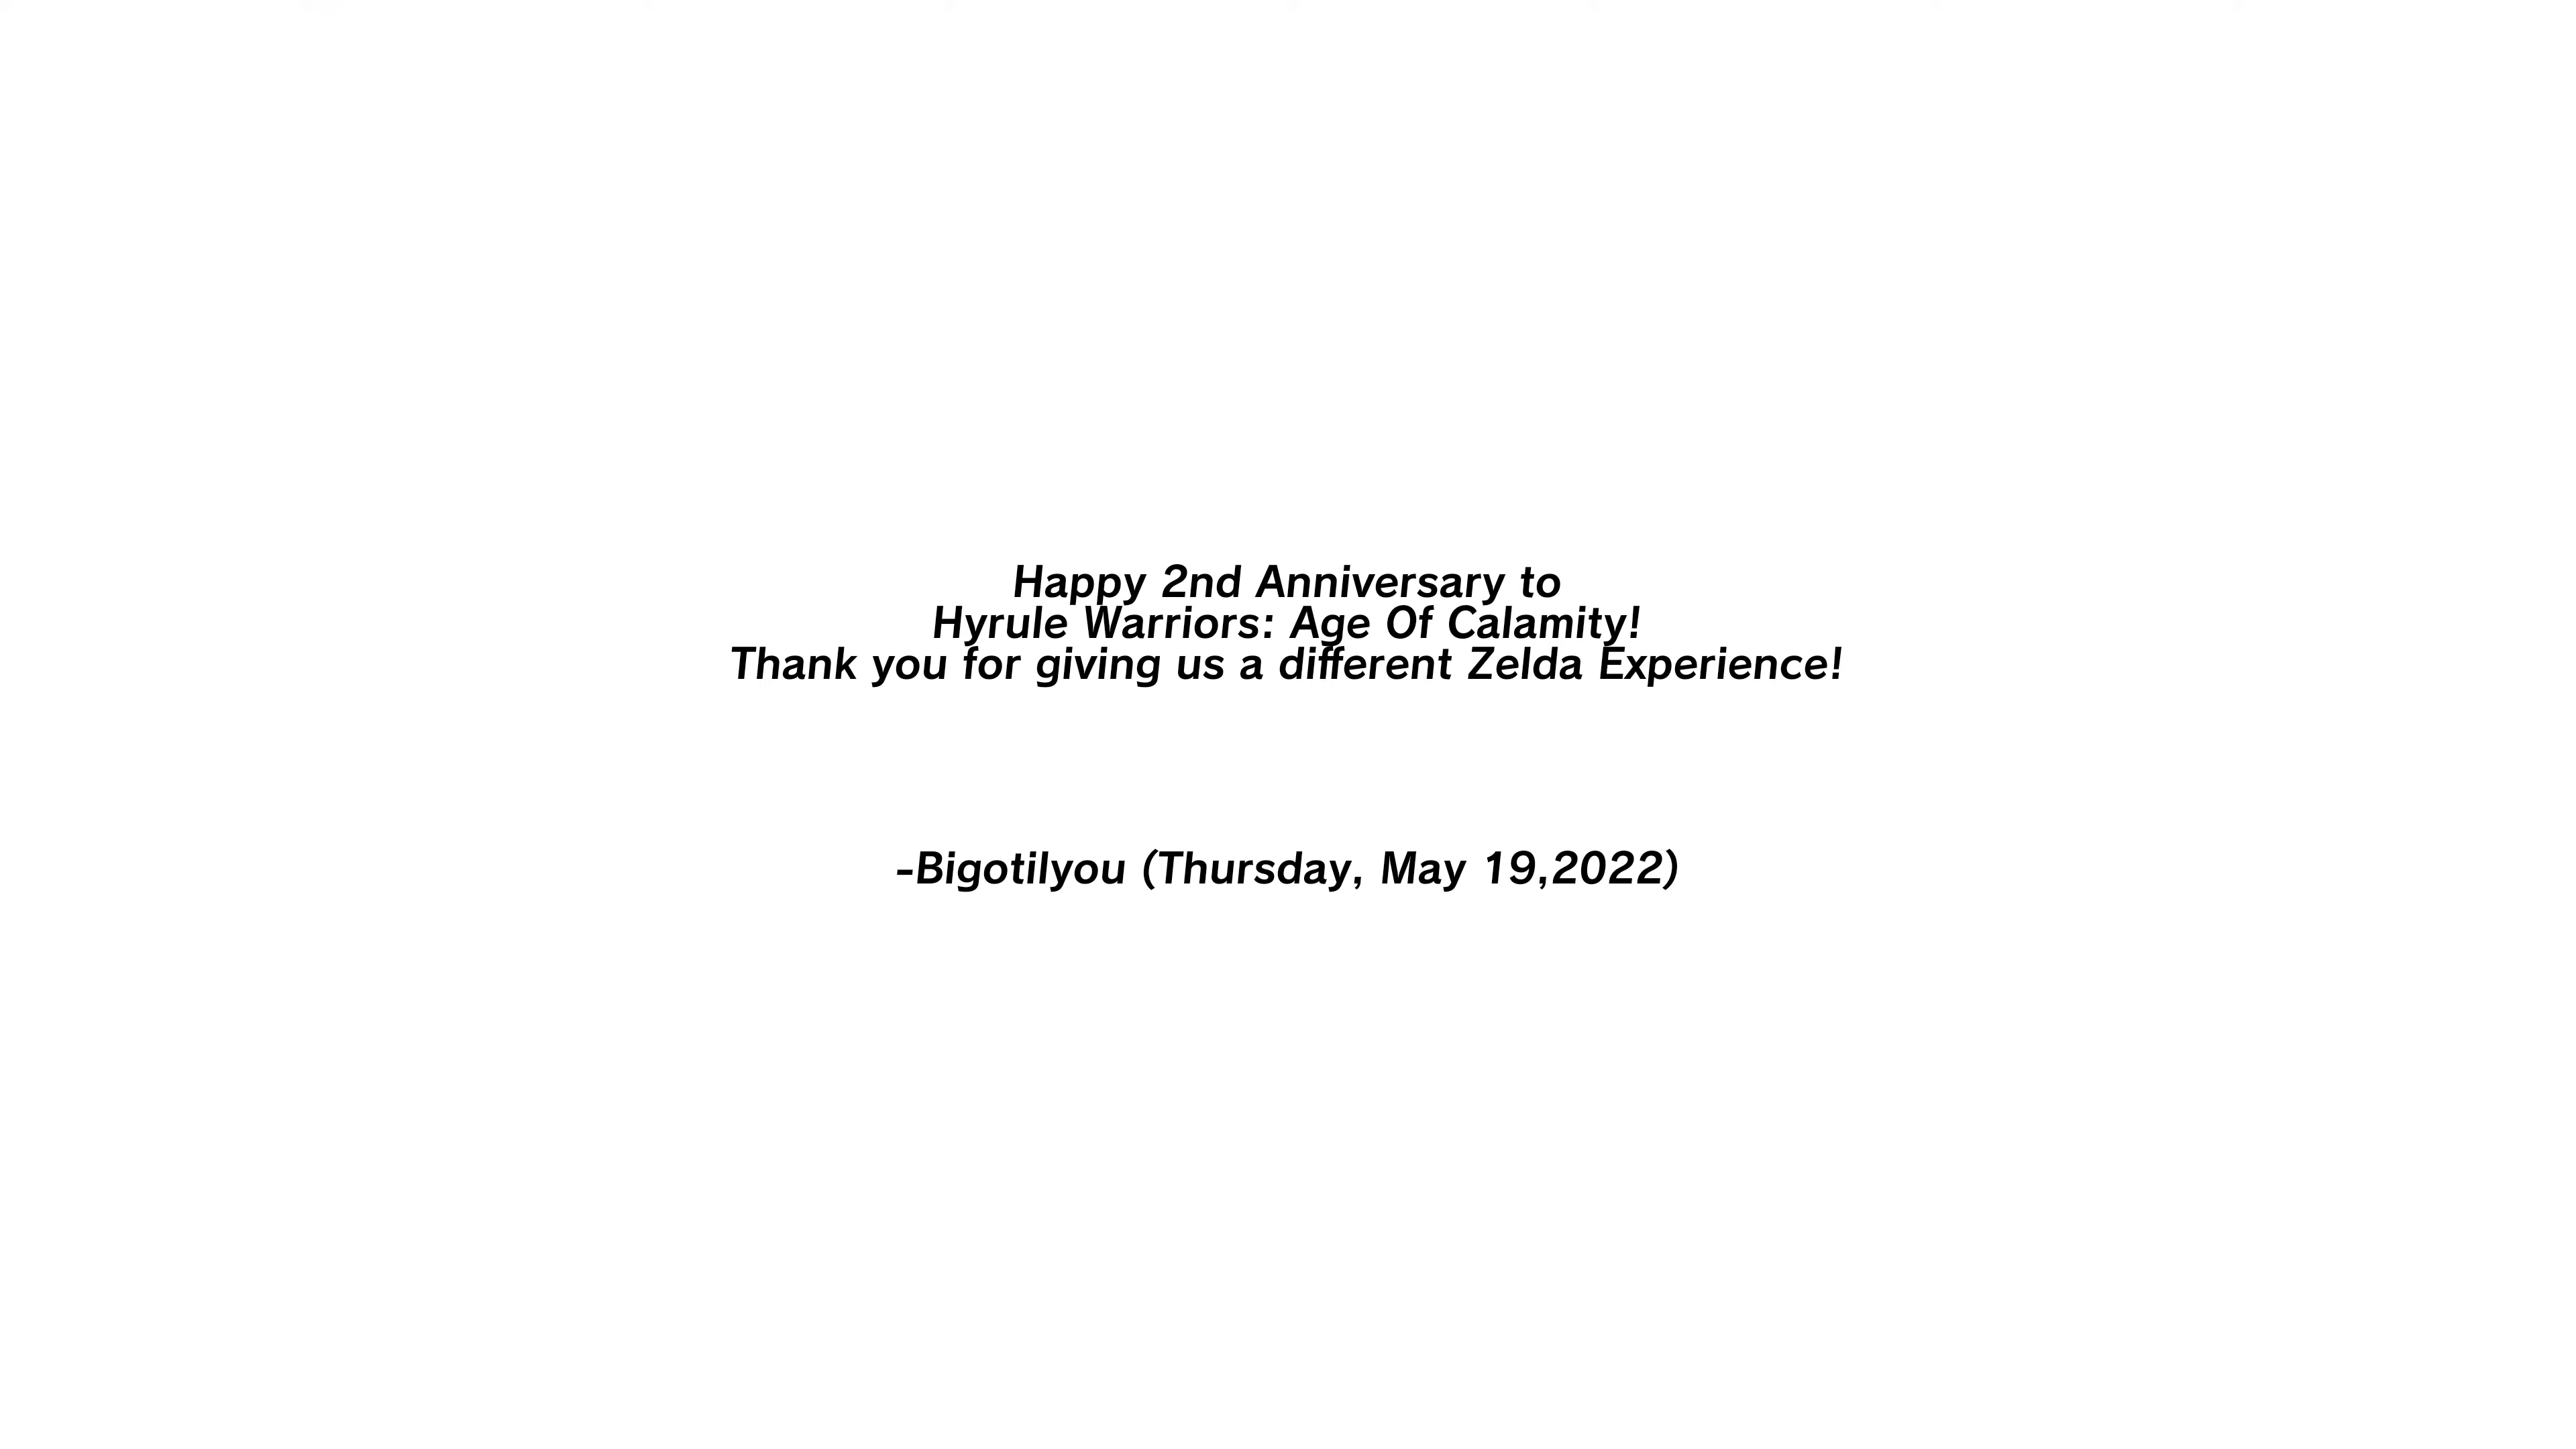 Happy 2nd Anniversary to
Hyrule Warriors: Age Of Calamity!
Thank you for giving us a different Zelda Experience!
-Bigotilyou (Thursday, May 19,2022)